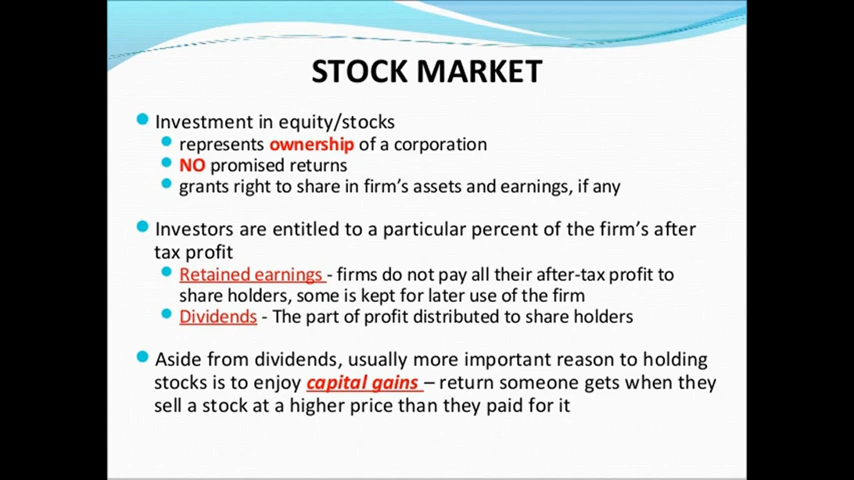 STOCK MARKET
Investment in equity/stocks
represents ownership of a corporation
NO promised returns
grants right to share in firm's assets and earnings, if any
Investors are entitled to a particular percent of the firm's after
tax profit
Retained earnings - firms do not pay all their after-tax profit to
share holders, some is kept for later use of the firm
Dividends - The part of profit distributed to share holders
Aside from dividends, usually more important reason to holding
stocks is to enjoy capital gains – return someone gets when they
sell a stock at a higher price than they paid for it